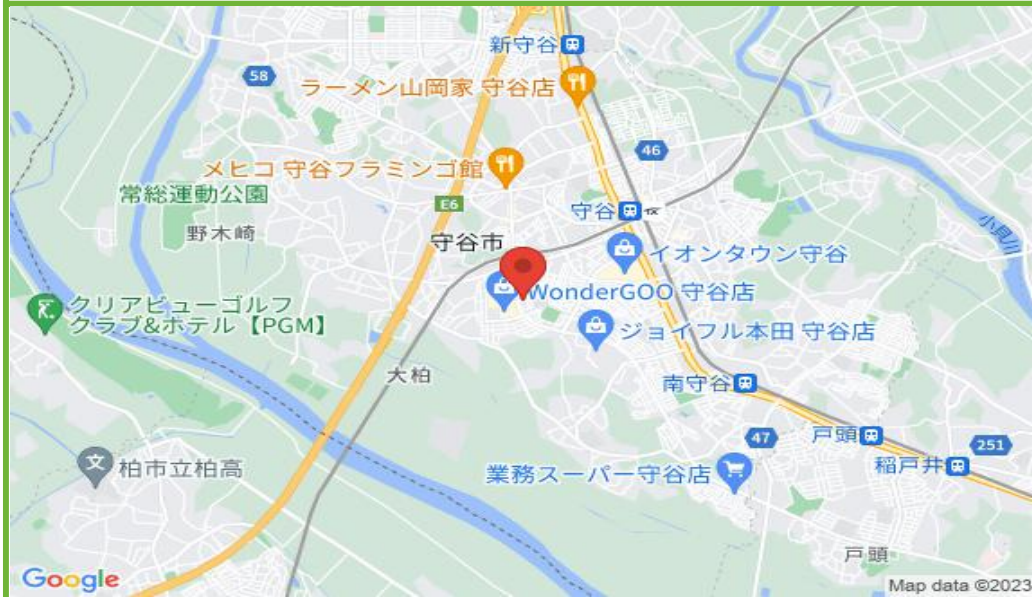 新守谷
58
ラーメン山岡家 守谷店
46
メヒコ 守谷フラミンゴ館
常総運動公園
E6
守谷
野木崎
守谷市
小貝川
イオンタウン守谷
WonderGOO 守谷店
クリアビューゴルフ
クラブ&ホテル【PGM】
ジョイフル本田 守谷店
大柏
南守谷
戸頭
47
251
稲戸井
文
柏市立柏高
業務スーパー守谷店
戸頭
Google
Map data ©2023